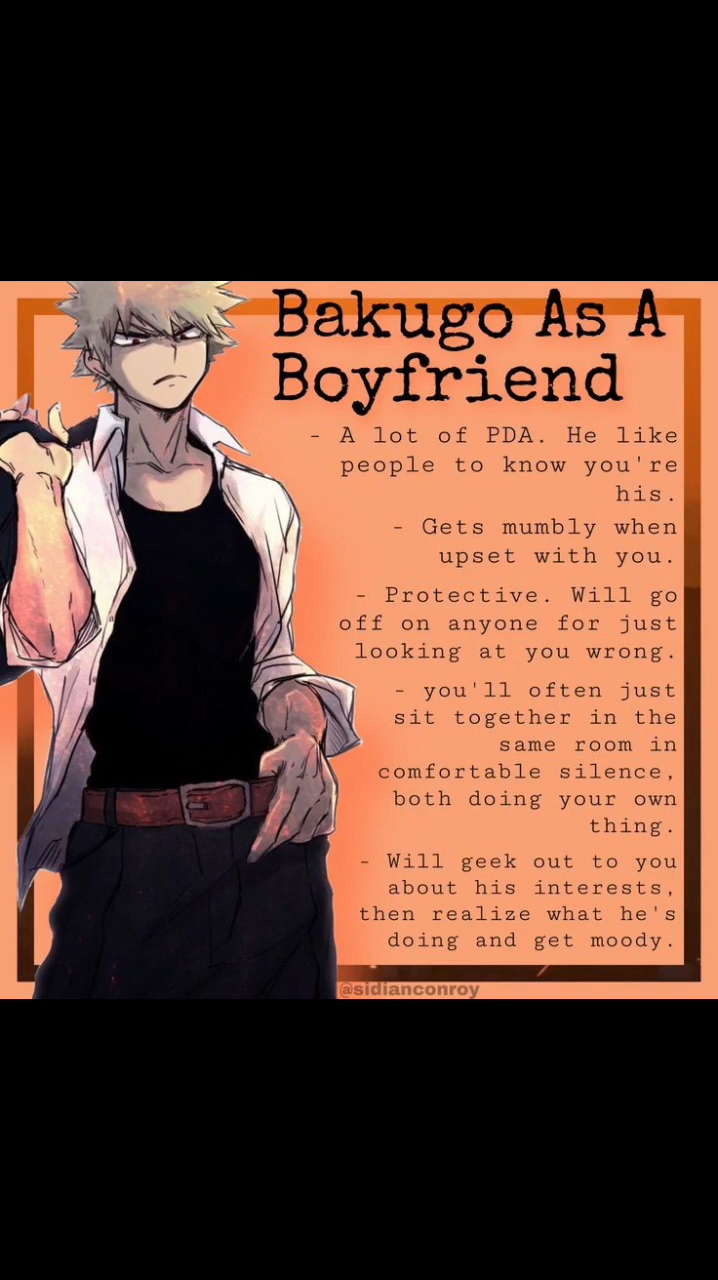 Bakugo As A
Boyfriend
- A lot of PDA. He like
people to know you're
his.
- Gets mumbly when
upset with you.
- Protective. Will go
off on anyone for just
looking at you wrong.
- you'll often just
sit together in the
same room in
comfortable silence,
both doing your own
thing.
- Will geek out to you
about his interests,
then realize what he's
doing and get moody.
@sidianconroy